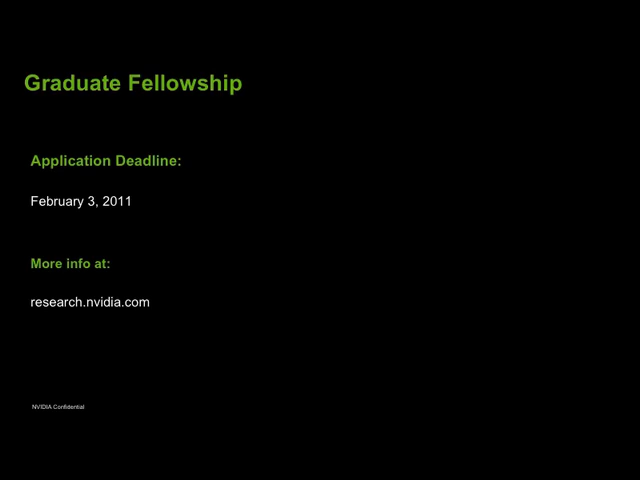 Graduate Fellowship
Application Deadline:
February 3, 2011
More info at:
research.nvidia.com
NVIDIA Confidential